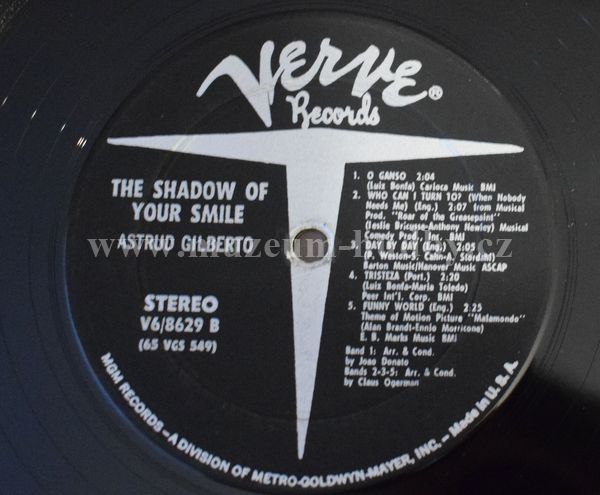 Verve®
Records
THE SHADOW OF
YOUR SMILE
ASTRUD GILBERTO
STEREO
V6/8629 B
(65 VGS 549)
1. O GANSO 2:04
(Luiz Bonfa) Carioca Music BMI
2. WHO CAN I TURN TO? (When Nobody
Needs Me) (Eng.) 2:07 from Musical
Prod. "Roar of the Greasepaint"
(Leslie Bricusse-Anthony Newley) Musical
Comedy Prod., Inc. BMI
3. DAY BY DAY (Eng.) 2:05
(P. Weston-S. Cahn-A. Stordahl)
Barton Music/Hanover Music ASCAP
4. TRISTEZA (Port.) 2:20
(Luiz Bonfa-Maria Toledo)
Peer Int'l. Corp. BMI
5. FUNNY WORLD (Eng.) 2:25
Theme of Motion Picture "Malamondo"
(Alan Brandt-Ennio Morricone)
E. B. Marks Music BMI
Band 1: Arr. & Cond.
by Joao Donato
Bands 2-3-5: Arr. & Cond.
by Claus Ogerman
MGM RECORDS—A DIVISION OF METRO-GOLDWYN-MAYER, INC.—Made In U.S.A.